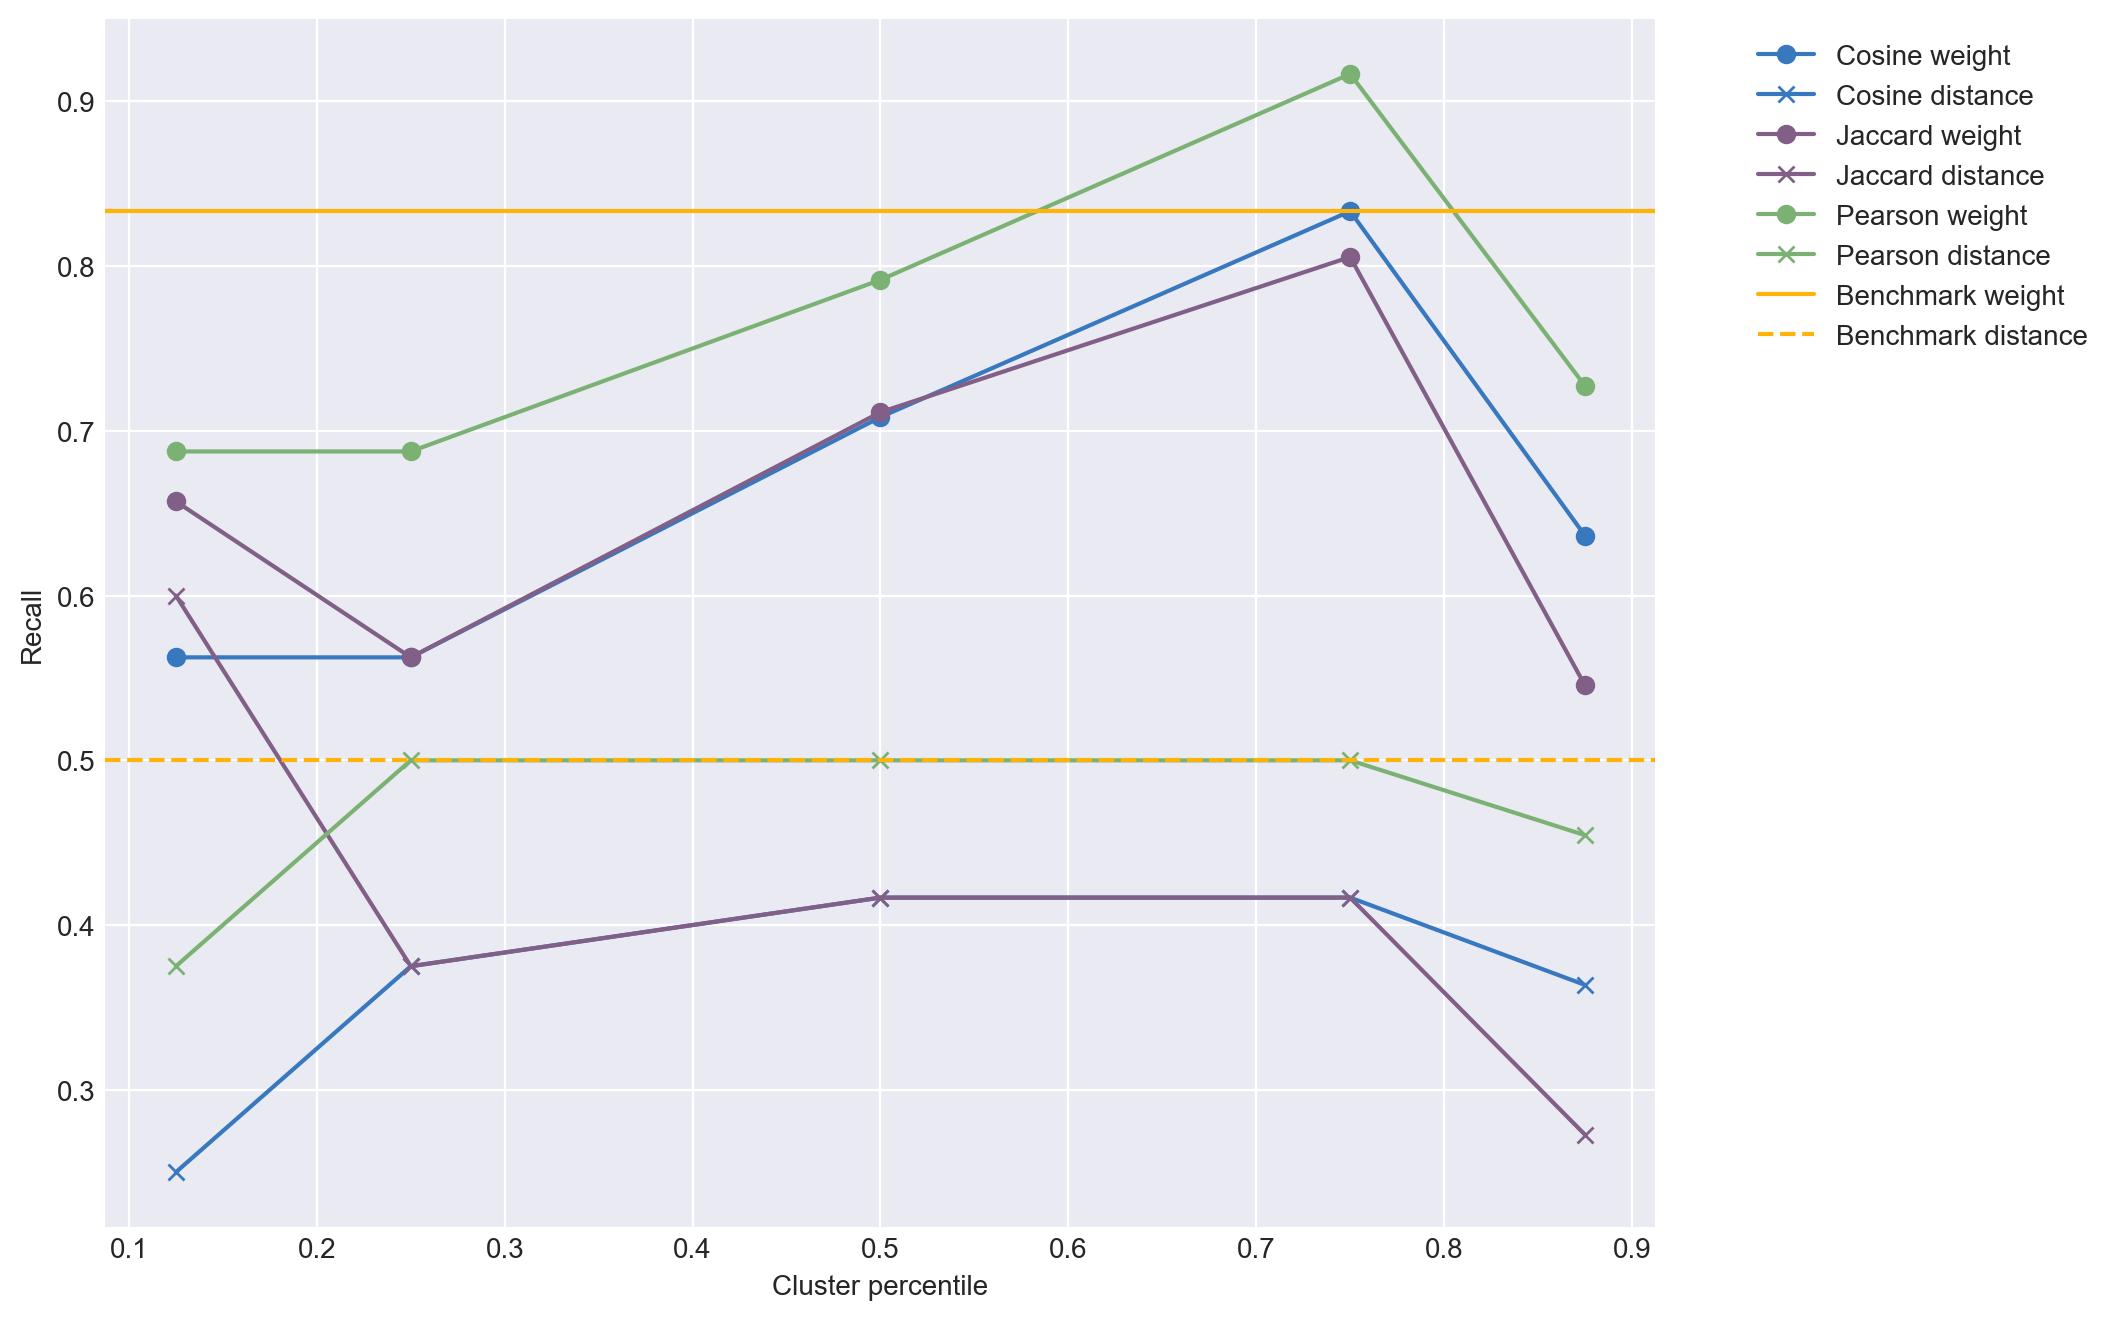 Cosine weight
Cosine distance
Jaccard weight
Jaccard distance
Pearson weight
Pearson distance
Benchmark weight
Benchmark distance
0.9
0.8
0.7
0.6
0.5
0.4
0.3
Recall
0.1 0.2 0.3 0.4 0.5 0.6 0.7 0.8 0.9
Cluster percentile